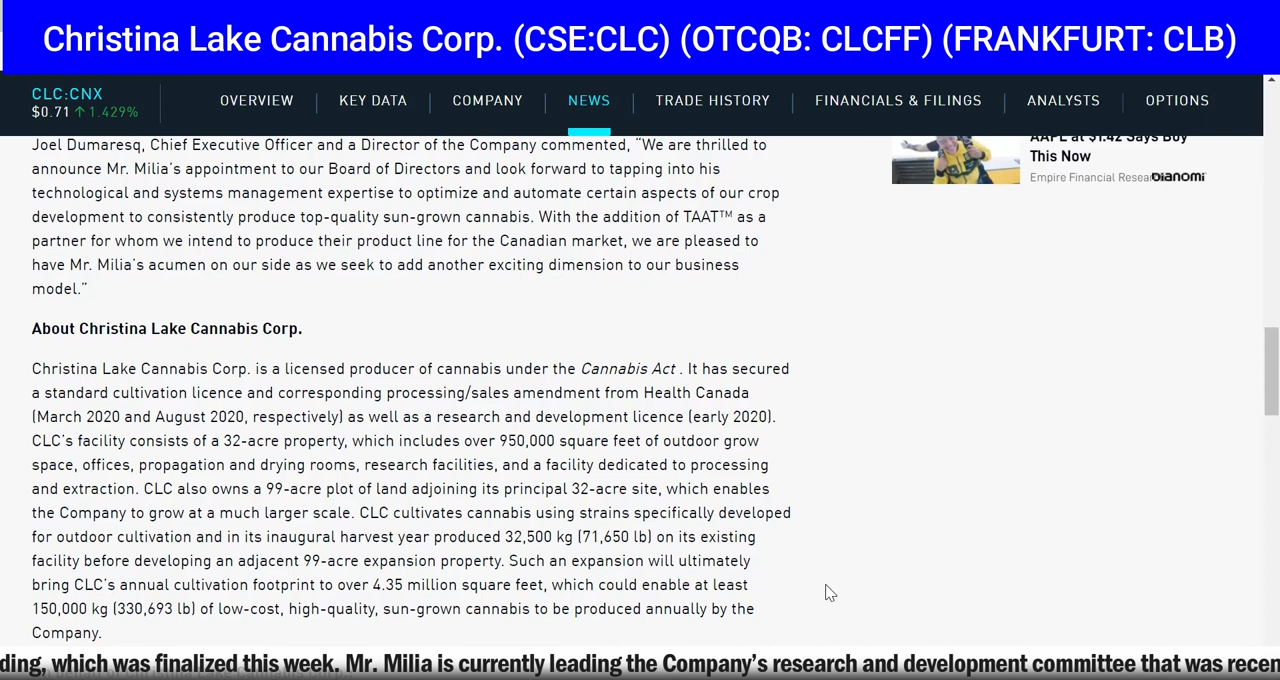 Christina Lake Cannabis Corp. (CSE:CLC) (OTCQB: CLCFF) (FRANKFURT: CLB)
CLC:CNX
$0.71 ↑ 1.429%
OVERVIEW
KEY DATA
COMPANY
NEWS
TRADE HISTORY
FINANCIALS & FILINGS
ANALYSTS
OPTIONS
Joel Dumaresq, Chief Executive Officer and a Director of the Company commented, “We are thrilled to
announce Mr. Milia’s appointment to our Board of Directors and look forward to tapping into his
technological and systems management expertise to optimize and automate certain aspects of our crop
development to consistently produce top-quality sun-grown cannabis. With the addition of TAAT™ as a
partner for whom we intend to produce their product line for the Canadian market, we are pleased to
have Mr. Milia’s acumen on our side as we seek to add another exciting dimension to our business
model.”
AAPL at $1.42 Says Buy
This Now
Empire Financial Resear
DIANOMI
About Christina Lake Cannabis Corp.
Christina Lake Cannabis Corp. is a licensed producer of cannabis under the Cannabis Act . It has secured
a standard cultivation licence and corresponding processing/sales amendment from Health Canada
(March 2020 and August 2020, respectively) as well as a research and development licence (early 2020).
CLC’s facility consists of a 32-acre property, which includes over 950,000 square feet of outdoor grow
space, offices, propagation and drying rooms, research facilities, and a facility dedicated to processing
and extraction. CLC also owns a 99-acre plot of land adjoining its principal 32-acre site, which enables
the Company to grow at a much larger scale. CLC cultivates cannabis using strains specifically developed
for outdoor cultivation and in its inaugural harvest year produced 32,500 kg (71,650 lb) on its existing
facility before developing an adjacent 99-acre expansion property. Such an expansion will ultimately
bring CLC’s annual cultivation footprint to over 4.35 million square feet, which could enable at least
150,000 kg (330,693 lb) of low-cost, high-quality, sun-grown cannabis to be produced annually by the
Company.
ding, which was finalized this week. Mr. Milia is currently leading the Company’s research and development committee that was recen